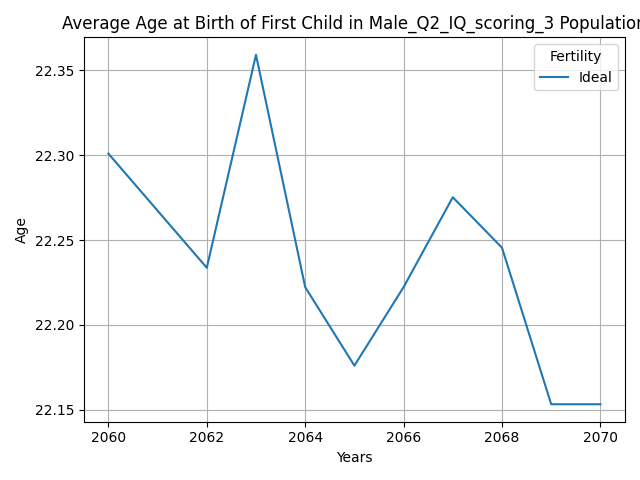 Average Age at Birth of First Child in Male_Q2_IQ_scoring_3 Population
Fertility
Ideal
22.35
22.30
22.25
22.20
22.15
Age
2060 2062 2064 2066 2068 2070
Years